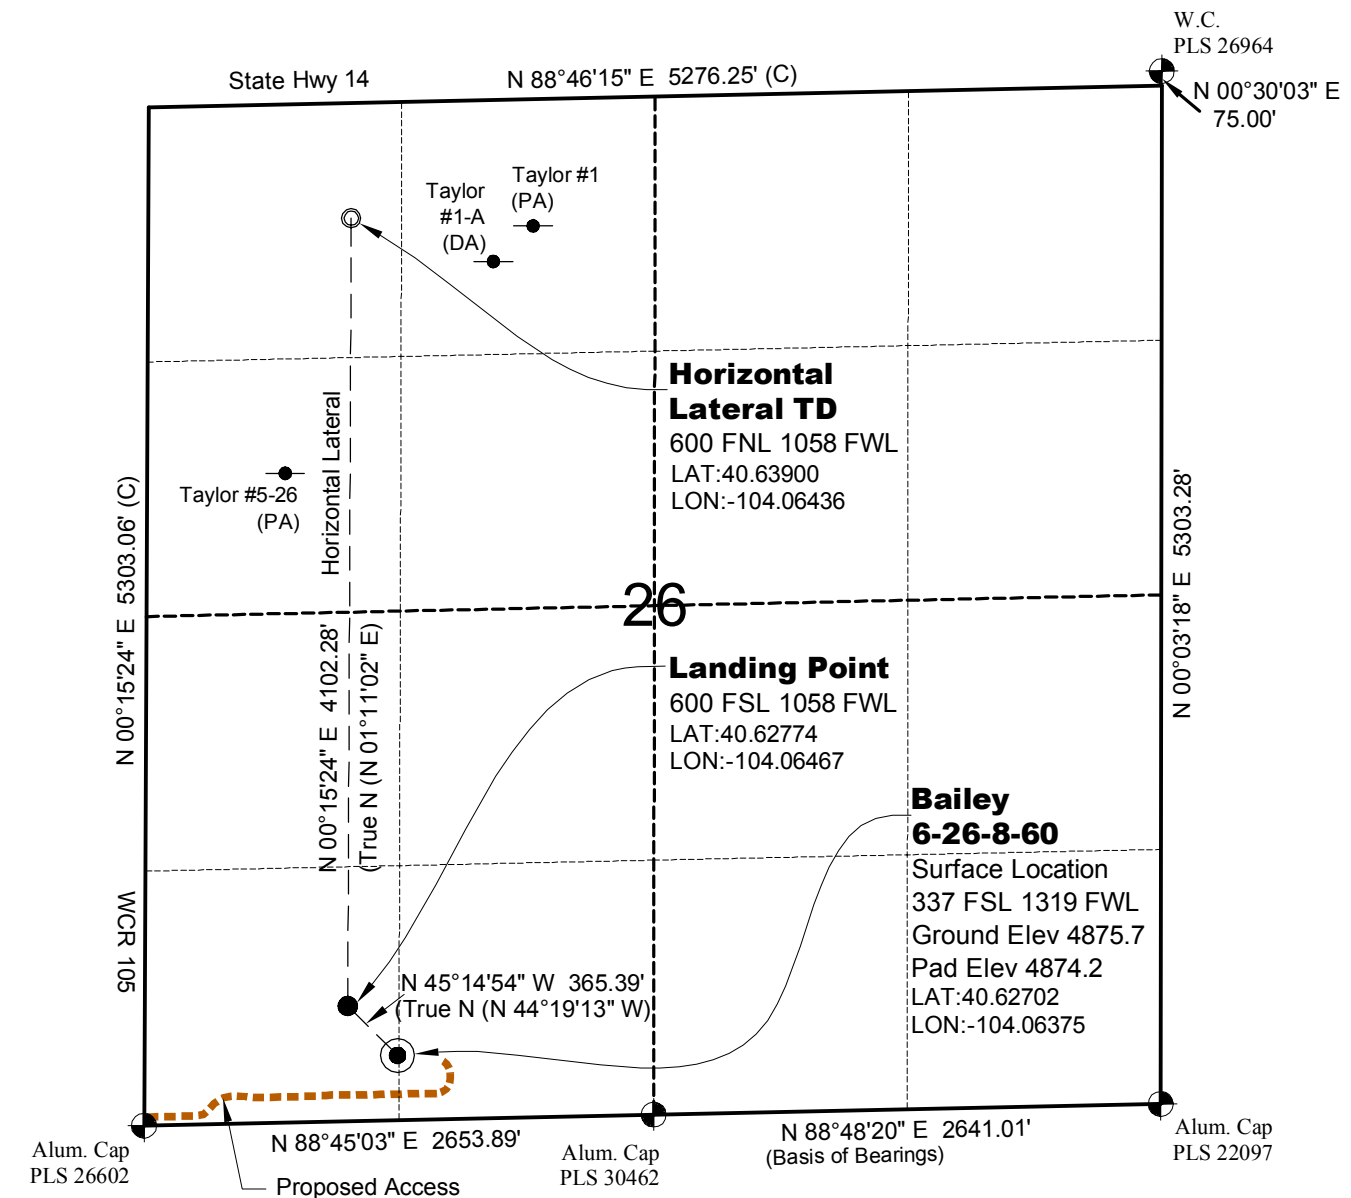 W.C.
PLS 26964
State Hwy 14
N 88°46'15" E 5276.25' (C)
N 00°30'03" E
75.00'
Taylor #1
(PA)
Taylor
#1-A
(DA)
Horizontal
Lateral TD
600 FNL 1058 FWL
LAT:40.63900
LON:-104.06436
Horizontal Lateral
Taylor #5-26
(PA)
N 00°15'24" E 5303.06' (C)
N 00°03'18" E 5303.28'
26
N 00°15'24" E 4102.28'
(True N (N 01°11'02" E)
Landing Point
600 FSL 1058 FWL
LAT:40.62774
LON:-104.06467
Bailey
6-26-8-60
Surface Location
337 FSL 1319 FWL
Ground Elev 4875.7
Pad Elev 4874.2
LAT:40.62702
LON:-104.06375
WCR 105
N 45°14'54" W 365.39'
(True N (N 44°19'13" W)
Alum. Cap
PLS 26602
N 88°45'03" E 2653.89'
Alum. Cap
PLS 30462
N 88°48'20" E 2641.01'
(Basis of Bearings)
Alum. Cap
PLS 22097
Proposed Access